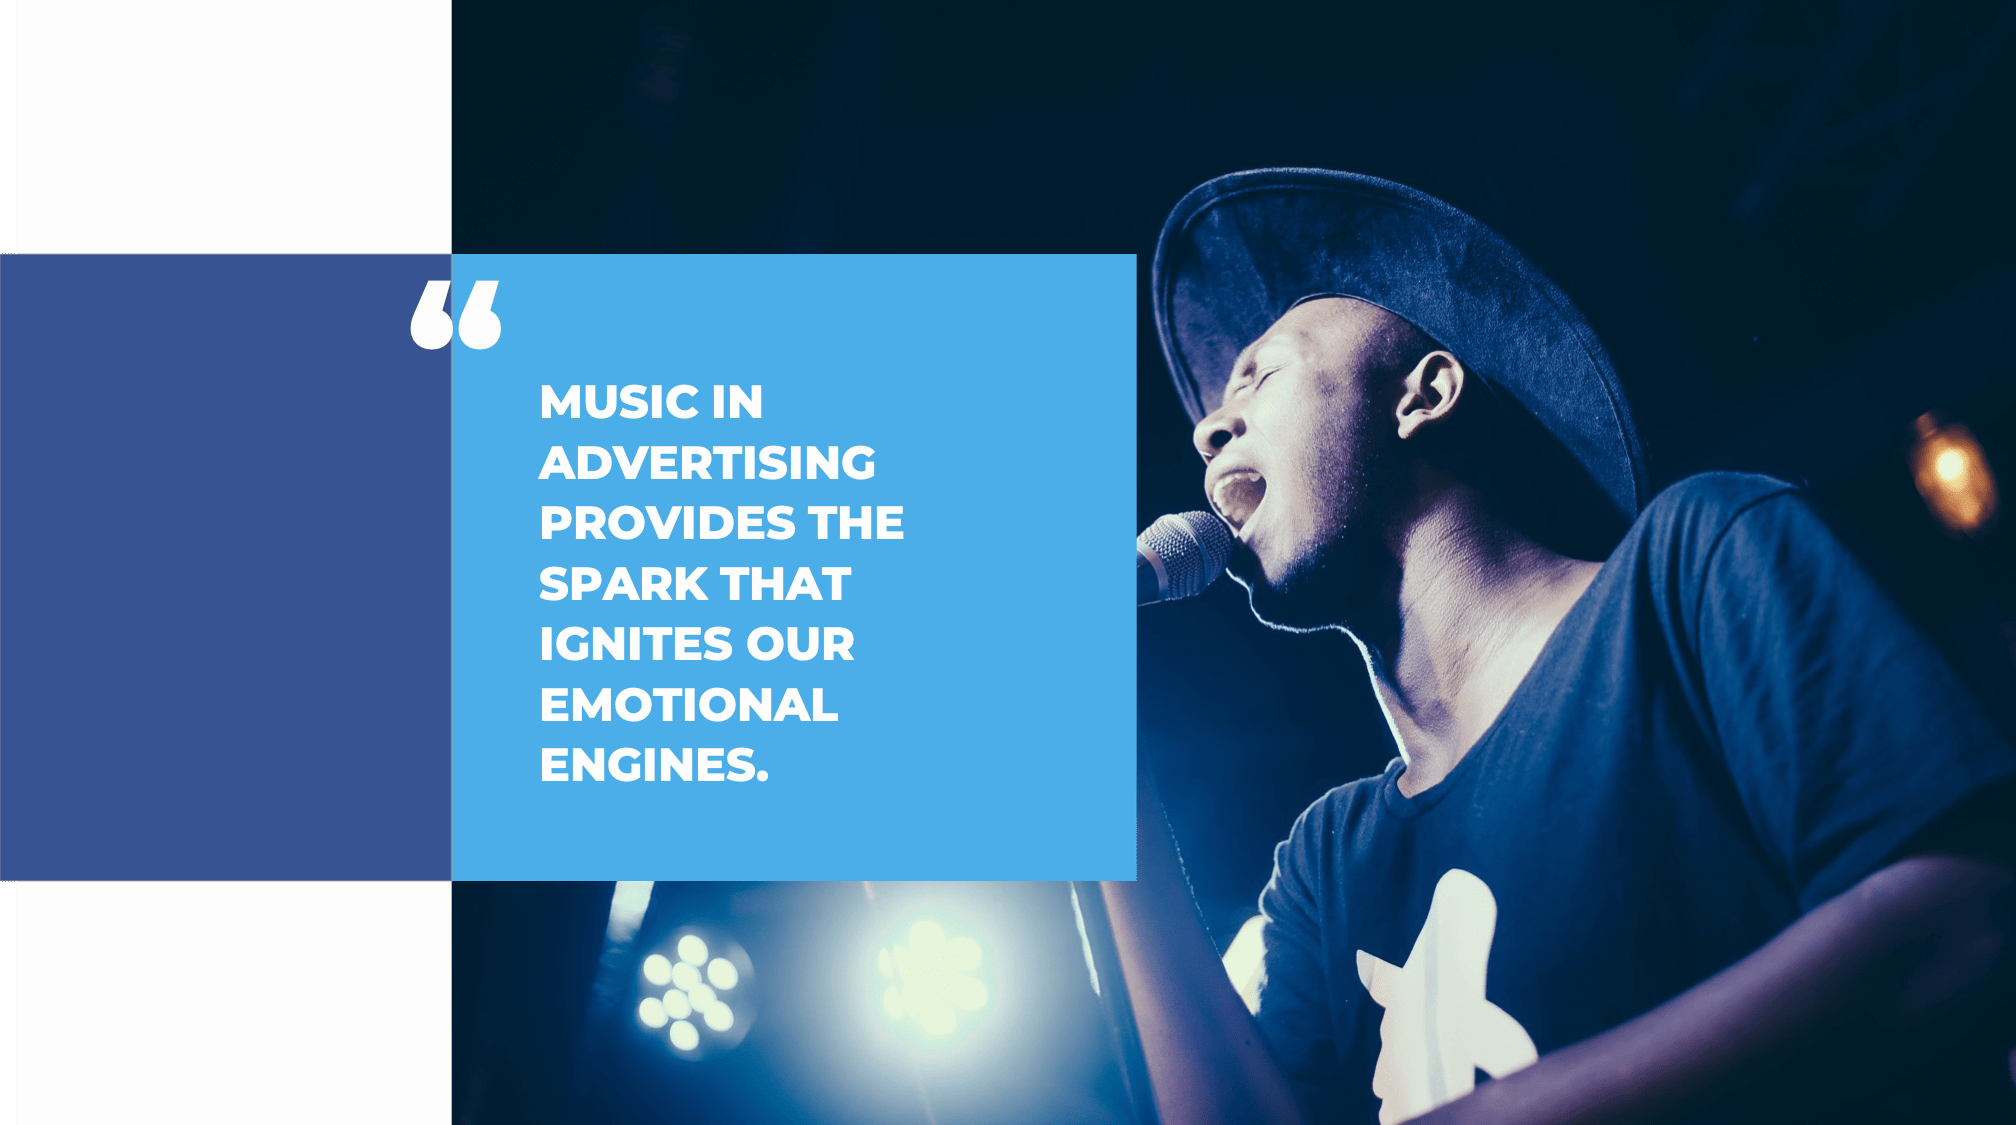 “
MUSIC IN
ADVERTISING
PROVIDES THE
SPARK THAT
IGNITES OUR
EMOTIONAL
ENGINES.